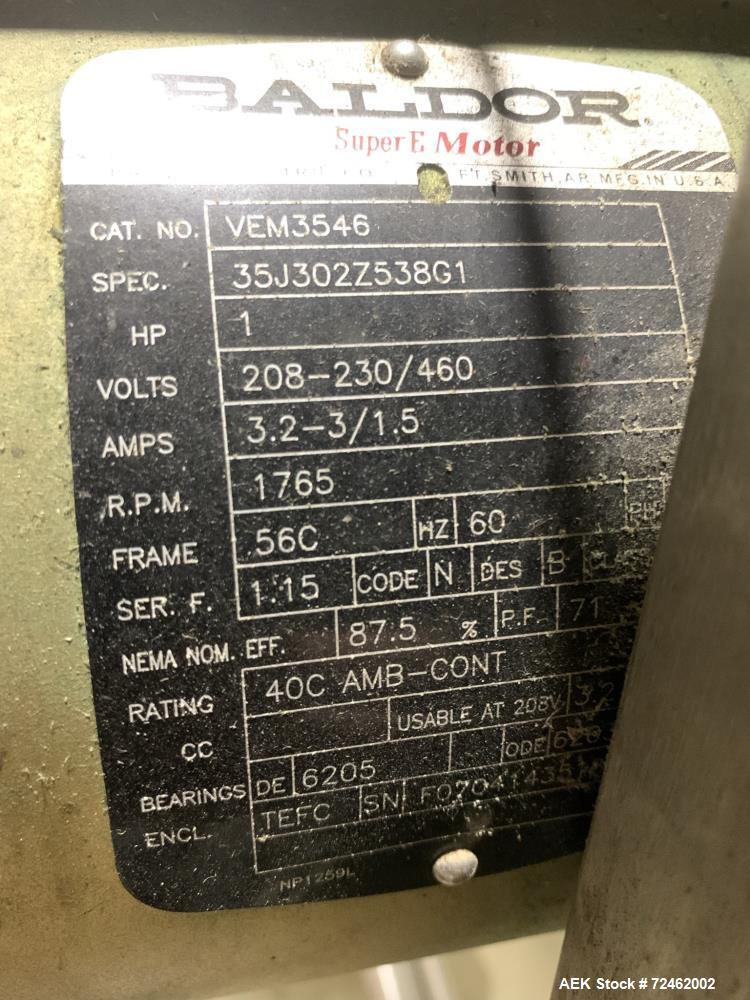 BALDOR
Super E Motor
FT. SMITH, AR MFG. IN U.S.A
CAT. NO. VEM3546
SPEC. 35J302Z538G1
HP 1
VOLTS 208-230/460
AMPS 3.2-3/1.5
R.P.M. 1765
FRAME 56C HZ 60
SER. F. 1.15 CODE N DES B
NEMA NOM. EFF. 87.5 % P.F. 71
RATING 40C AMB-CONT
CC USABLE AT 208V 3.2
BEARINGS DE 6205 ODE
ENCL. TEFC SN
NP1259L
AEK Stock # 72462002